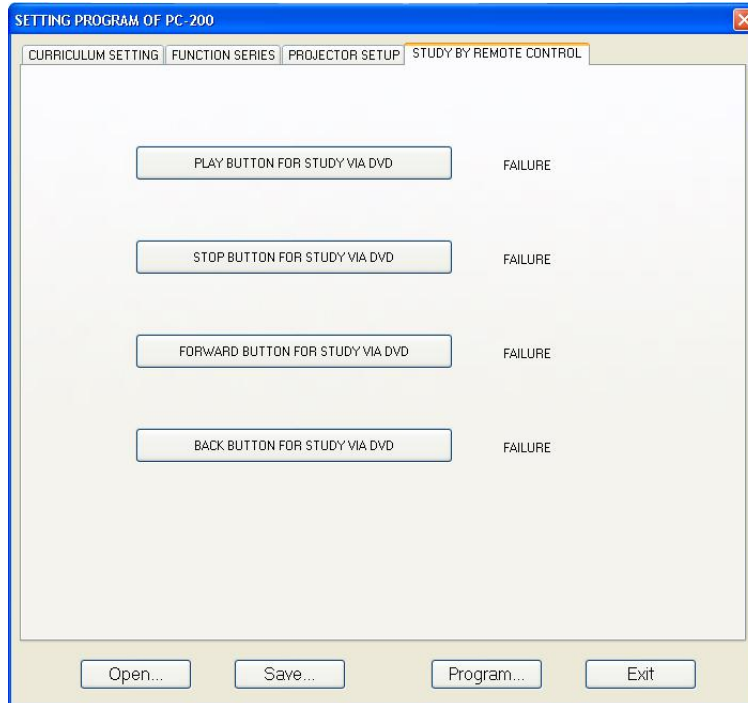 SETTING PROGRAM OF PC-200
CURRICULUM SETTING FUNCTION SERIES PROJECTOR SETUP STUDY BY REMOTE CONTROL
PLAY BUTTON FOR STUDY VIA DVD FAILURE
STOP BUTTON FOR STUDY VIA DVD FAILURE
FORWARD BUTTON FOR STUDY VIA DVD FAILURE
BACK BUTTON FOR STUDY VIA DVD FAILURE
Open... Save... Program... Exit